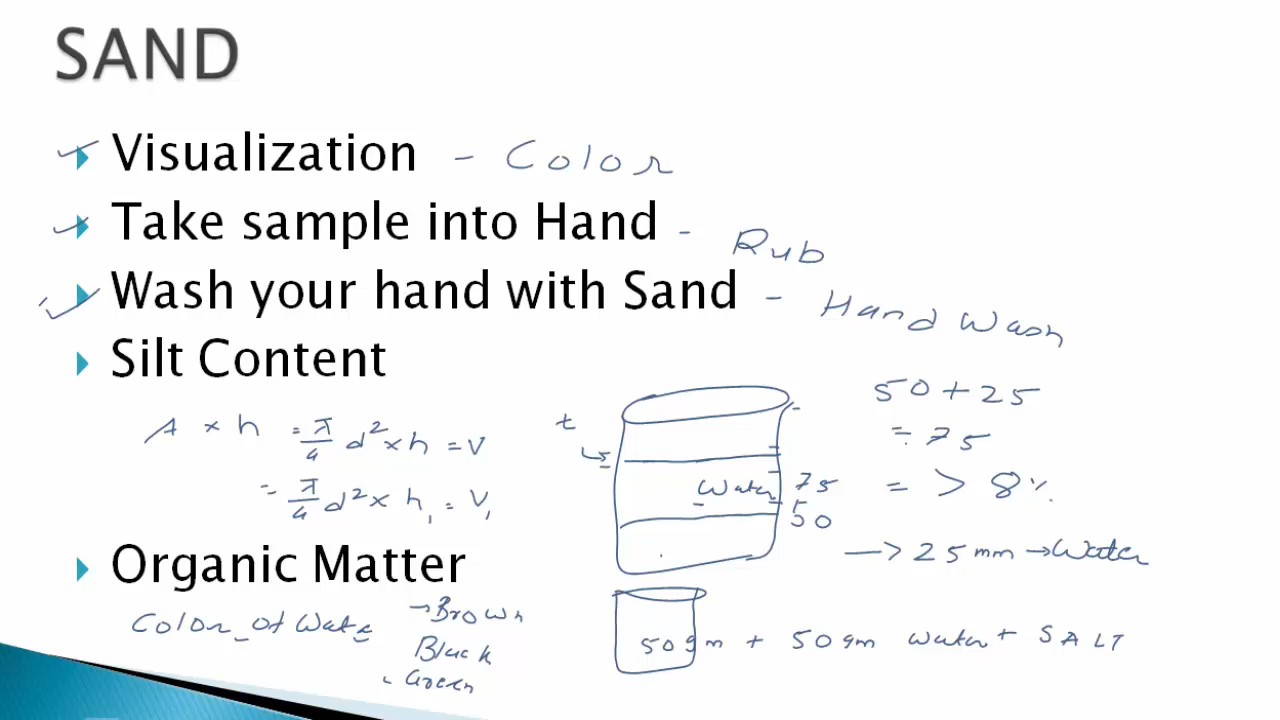 SAND
Visualization - Color
Take sample into Hand - Rub
Wash your hand with Sand - Hand Wash
Silt Content
50 + 25
= 75
= > 8 %
A × h = π/4 d² × h = V
= π/4 d² × h₁ = V₁
t
Water 75
50
→ 25 mm → Water
Organic Matter
Color of Wate → Brown
Black
Green
50 gm + 50 gm water + SALT